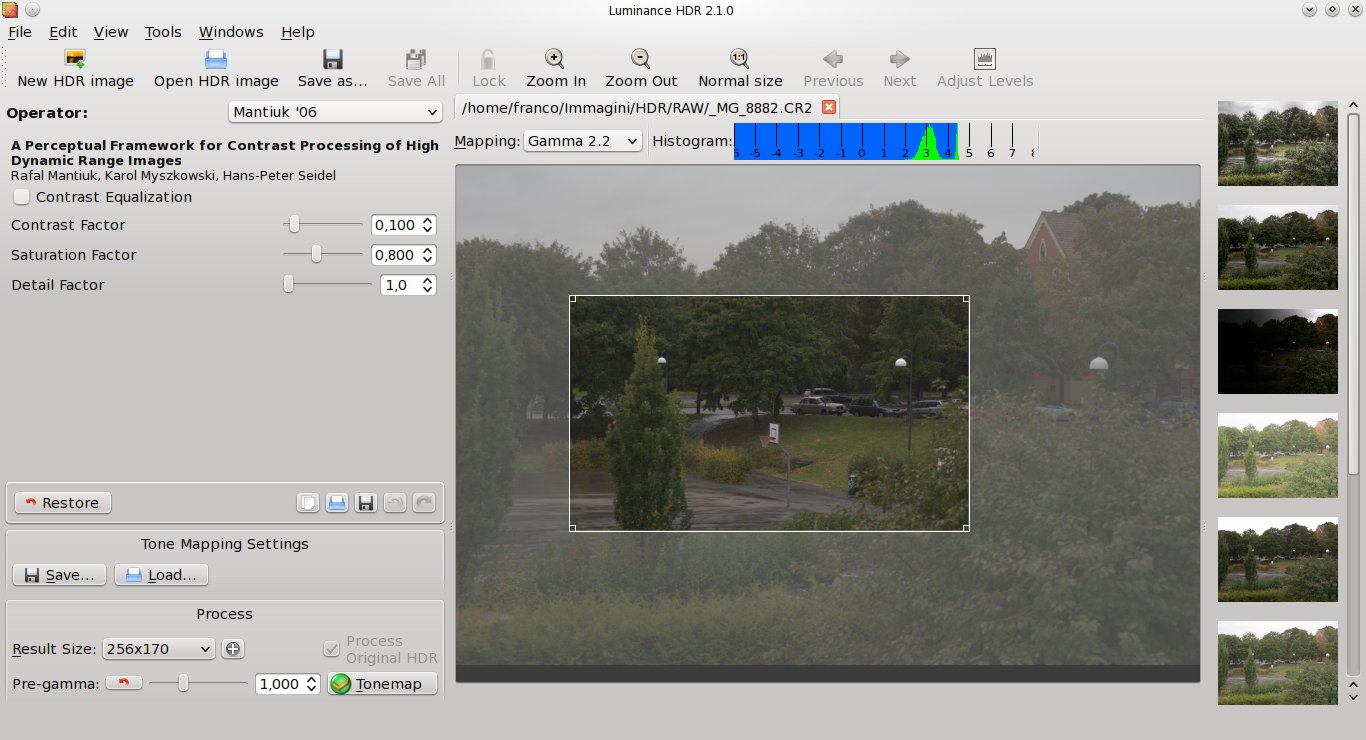 Luminance HDR 2.1.0
File Edit View Tools Windows Help
New HDR image Open HDR image Save as... Save All Lock Zoom In Zoom Out Normal size Previous Next Adjust Levels
Operator: Mantiuk '06
/home/franco/Immagini/HDR/RAW/_MG_8882.CR2
Mapping: Gamma 2.2 Histogram: -5 -4 -3 -2 -1 0 1 2 3 4 5 6 7
A Perceptual Framework for Contrast Processing of High
Dynamic Range Images
Rafal Mantiuk, Karol Myszkowski, Hans-Peter Seidel
Contrast Equalization
Contrast Factor 0,100
Saturation Factor 0,800
Detail Factor 1,0
Restore
Tone Mapping Settings
Save... Load...
Process
Result Size: 256x170 Process
Original HDR
Pre-gamma: 1,000 Tonemap